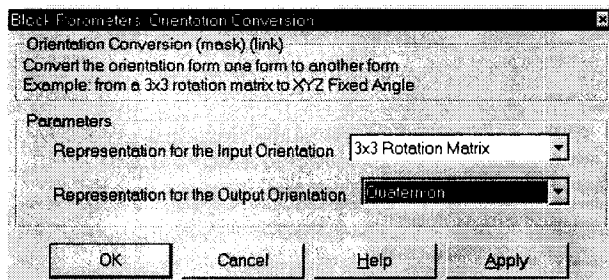 Block Parameters: Orientation Conversion
Orientation Conversion (mask) (link)
Convert the orientation form one form to another form
Example: from a 3x3 rotation matrix to XYZ Fixed Angle
Parameters
Representation for the Input Orientation 3x3 Rotation Matrix
Representation for the Output Orientation Quaternion
OK Cancel Help Apply